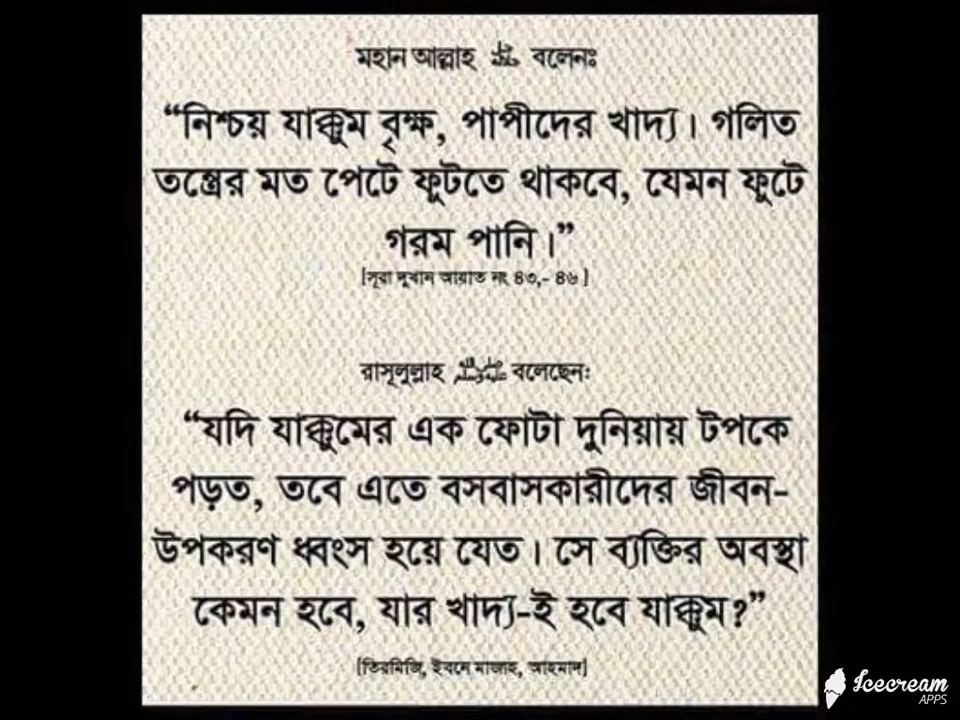 মহান আল্লাহ ﷻ বলেনঃ
“নিশ্চয় যাক্কুম বৃক্ষ, পাপীদের খাদ্য। গলিত
তন্ত্রের মত পেটে ফুটতে থাকবে, যেমন ফুটে
গরম পানি।”
[সূরা দুখান আয়াত নং ৪৩,- ৪৬ ]
রাসূলুল্লাহ ﷺ বলেছেন:
“যদি যাক্কুমের এক ফোটা দুনিয়ায় টপকে
পড়ত, তবে এতে বসবাসকারীদের জীবন-
উপকরণ ধ্বংস হয়ে যেত। সে ব্যক্তির অবস্থা
কেমন হবে, যার খাদ্য-ই হবে যাক্কুম?”
[তিরমিজি, ইবনে মাজাহ, আহমাদ]
Icecream
APPS